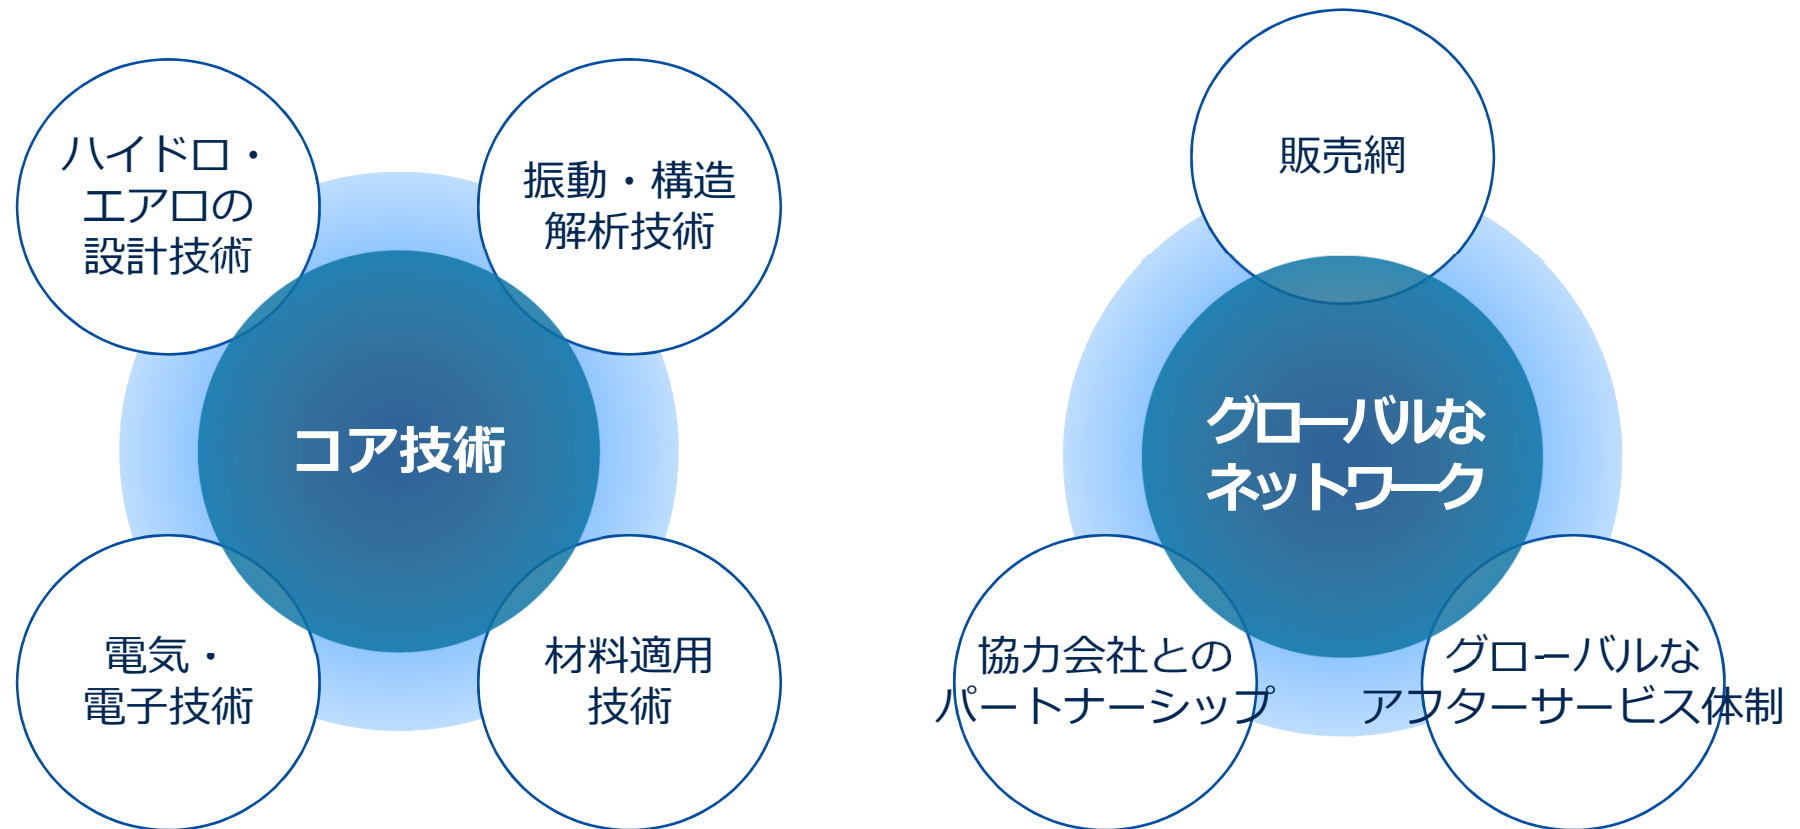 ハイドロ・
エアロの
設計技術
振動・構造
解析技術
コア技術
電気・
電子技術
材料適用
技術
販売網
グローバルな
ネットワーク
協力会社との
パートナーシップ
グローバルな
アフターサービス体制